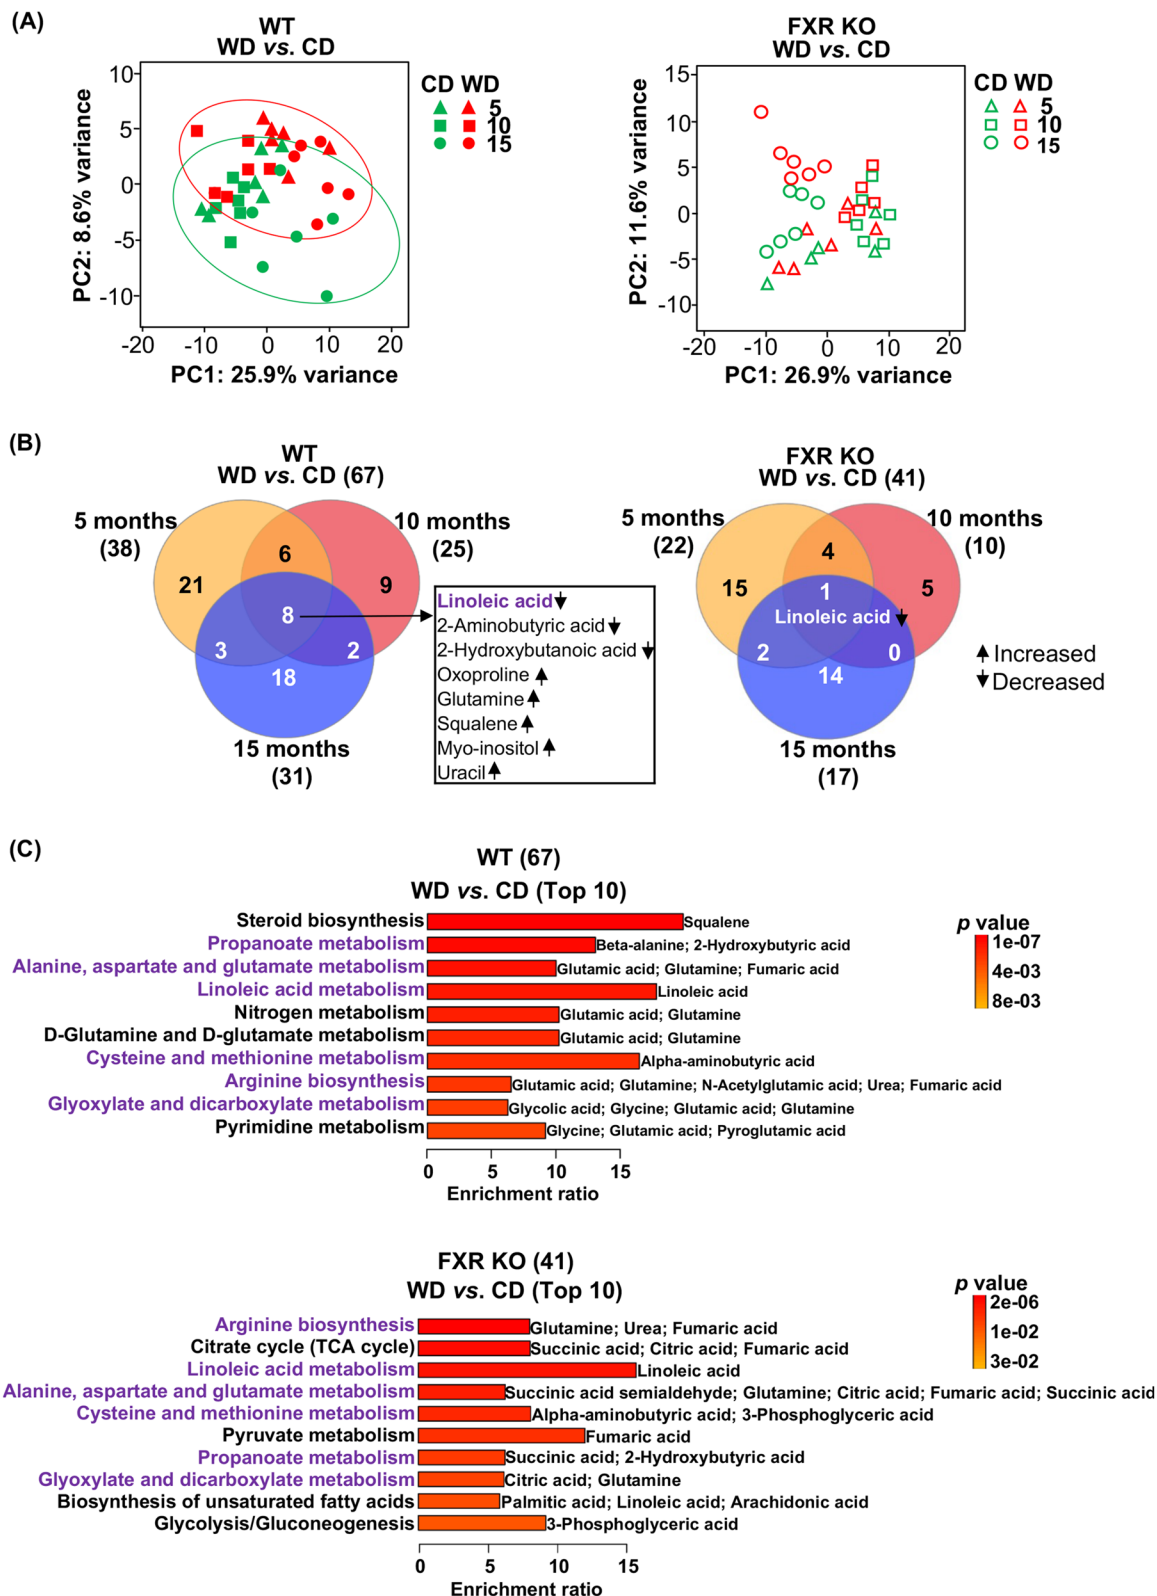 (A)
WT
WD vs. CD
CD WD
5
10
15
10
5
0
-5
-10
PC2: 8.6% variance
-20 -10 0 10 20
PC1: 25.9% variance
FXR KO
WD vs. CD
CD WD
5
10
15
15
10
5
0
-5
-10
PC2: 11.6% variance
-20 -10 0 10 20
PC1: 26.9% variance
(B)
WT
WD vs. CD (67)
5 months
(38)
10 months
(25)
6
21
9
8
3
2
18
15 months
(31)
Linoleic acid
2-Aminobutyric acid
2-Hydroxybutanoic acid
Oxoproline
Glutamine
Squalene
Myo-inositol
Uracil
FXR KO
WD vs. CD (41)
5 months
(22)
10 months
(10)
4
15
1
5
Linoleic acid
2
0
14
15 months
(17)
Increased
Decreased
(C)
WT (67)
WD vs. CD (Top 10)
Steroid biosynthesis Squalene
Propanoate metabolism Beta-alanine; 2-Hydroxybutyric acid
Alanine, aspartate and glutamate metabolism Glutamic acid; Glutamine; Fumaric acid
Linoleic acid metabolism Linoleic acid
Nitrogen metabolism Glutamic acid; Glutamine
D-Glutamine and D-glutamate metabolism Glutamic acid; Glutamine
Cysteine and methionine metabolism Alpha-aminobutyric acid
Arginine biosynthesis Glutamic acid; Glutamine; N-Acetylglutamic acid; Urea; Fumaric acid
Glyoxylate and dicarboxylate metabolism Glycolic acid; Glycine; Glutamic acid; Glutamine
Pyrimidine metabolism Glycine; Glutamic acid; Pyroglutamic acid
0 5 10 15
Enrichment ratio
p value
1e-07
4e-03
8e-03
FXR KO (41)
WD vs. CD (Top 10)
Arginine biosynthesis Glutamine; Urea; Fumaric acid
Citrate cycle (TCA cycle) Succinic acid; Citric acid; Fumaric acid
Linoleic acid metabolism Linoleic acid
Alanine, aspartate and glutamate metabolism Succinic acid semialdehyde; Glutamine; Citric acid; Fumaric acid; Succinic acid
Cysteine and methionine metabolism Alpha-aminobutyric acid; 3-Phosphoglyceric acid
Pyruvate metabolism Fumaric acid
Propanoate metabolism Succinic acid; 2-Hydroxybutyric acid
Glyoxylate and dicarboxylate metabolism Citric acid; Glutamine
Biosynthesis of unsaturated fatty acids Palmitic acid; Linoleic acid; Arachidonic acid
Glycolysis/Gluconeogenesis 3-Phosphoglyceric acid
0 5 10 15
Enrichment ratio
p value
2e-06
1e-02
3e-02